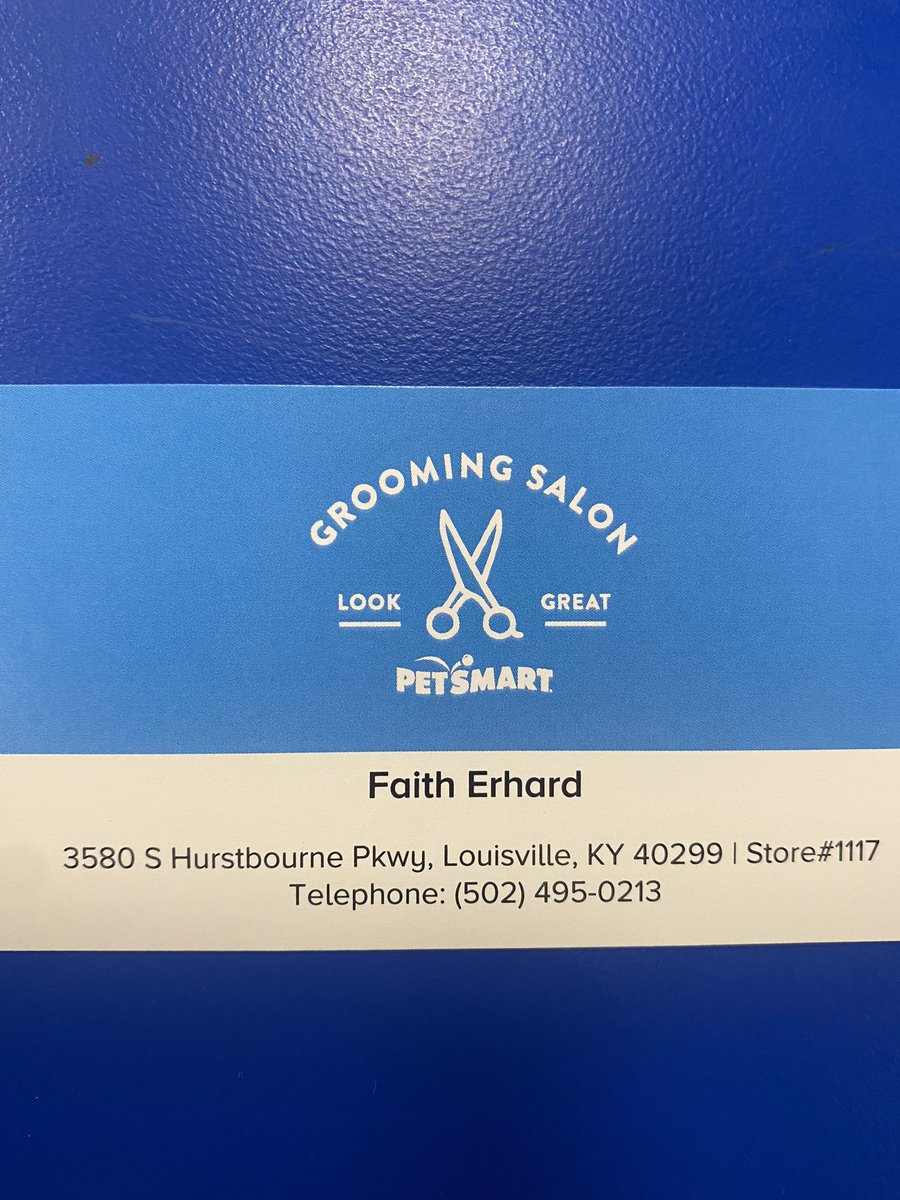 GROOMING SALON
LOOK GREAT
PETSMART
Faith Erhard
3580 S Hurstbourne Pkwy, Louisville, KY 40299 | Store#1117
Telephone: (502) 495-0213